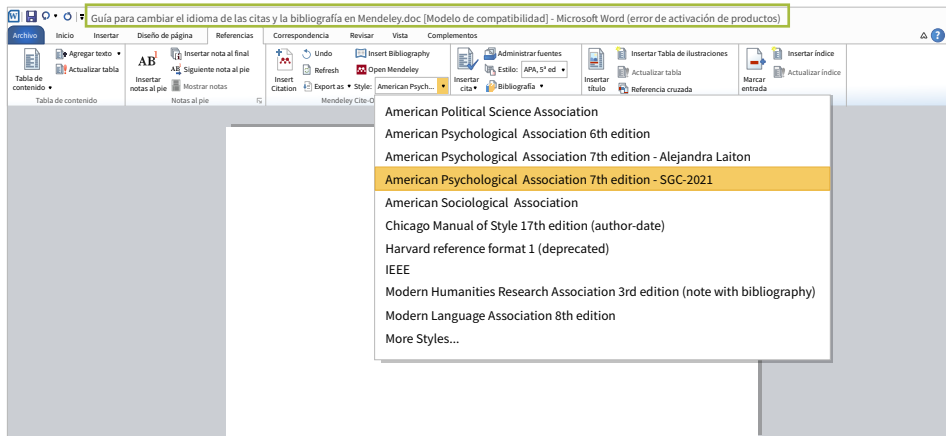 Guía para cambiar el idioma de las citas y la bibliografía en Mendeley.doc [Modelo de compatibilidad] - Microsoft Word (error de activación de productos)
Archivo Inicio Insertar Diseño de página Referencias Correspondencia Revisar Vista Complementos
Tabla de contenido
Agregar texto
Actualizar tabla
Tabla de contenido
AB¹
Insertar notas al pie
Insertar nota al final
Siguiente nota al pie
Mostrar notas
Notas al pie
Insert Citation
Undo
Refresh
Export as
Insert Bibliography
Open Mendeley
Style: American Psych...
Mendeley Cite-O
Insertar cita
Administrar fuentes
Estilo: APA, 5ª ed
Bibliografía
Insertar título
Insertar Tabla de ilustraciones
Actualizar tabla
Referencia cruzada
Marcar entrada
Insertar índice
Actualizar índice
American Political Science Association
American Psychological Association 6th edition
American Psychological Association 7th edition - Alejandra Laiton
American Psychological Association 7th edition - SGC-2021
American Sociological Association
Chicago Manual of Style 17th edition (author-date)
Harvard reference format 1 (deprecated)
IEEE
Modern Humanities Research Association 3rd edition (note with bibliography)
Modern Language Association 8th edition
More Styles...